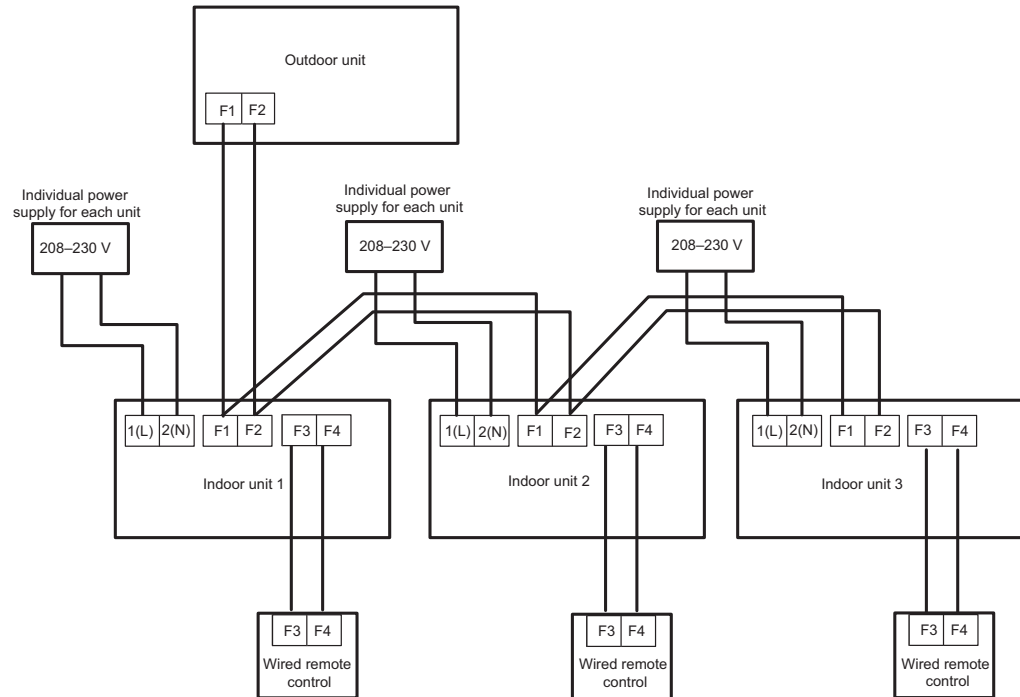 Outdoor unit
F1 F2
Individual power
supply for each unit
208–230 V
Individual power
supply for each unit
208–230 V
Individual power
supply for each unit
208–230 V
1(L) 2(N) F1 F2 F3 F4
Indoor unit 1
1(L) 2(N) F1 F2 F3 F4
Indoor unit 2
1(L) 2(N) F1 F2 F3 F4
Indoor unit 3
F3 F4
Wired remote
control
F3 F4
Wired remote
control
F3 F4
Wired remote
control